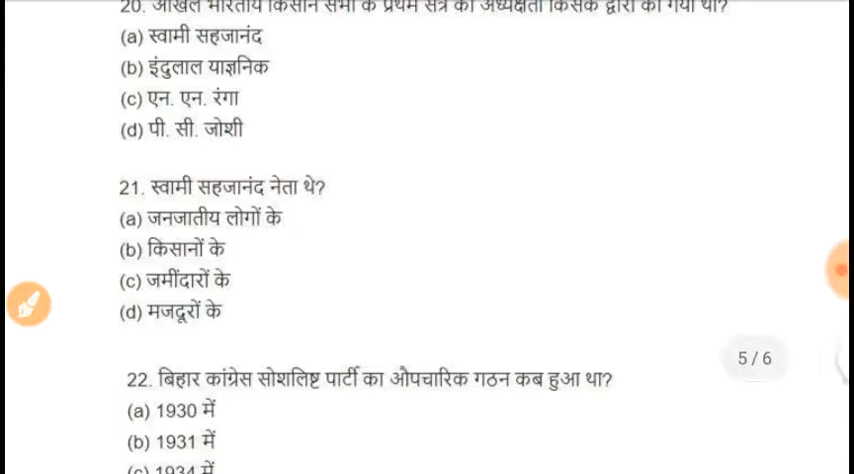 20. अखिल भारतीय किसान सभा के प्रथम सत्र की अध्यक्षता किसके द्वारा की गयी थी?
(a) स्वामी सहजानंद
(b) इंदुलाल याज्ञनिक
(c) एन. एन. रंगा
(d) पी. सी. जोशी
21. स्वामी सहजानंद नेता थे?
(a) जनजातीय लोगों के
(b) किसानों के
(c) जमींदारों के
(d) मजदूरों के
5 / 6
22. बिहार कांग्रेस सोशलिष्ट पार्टी का औपचारिक गठन कब हुआ था?
(a) 1930 में
(b) 1931 में
(c) 1934 में